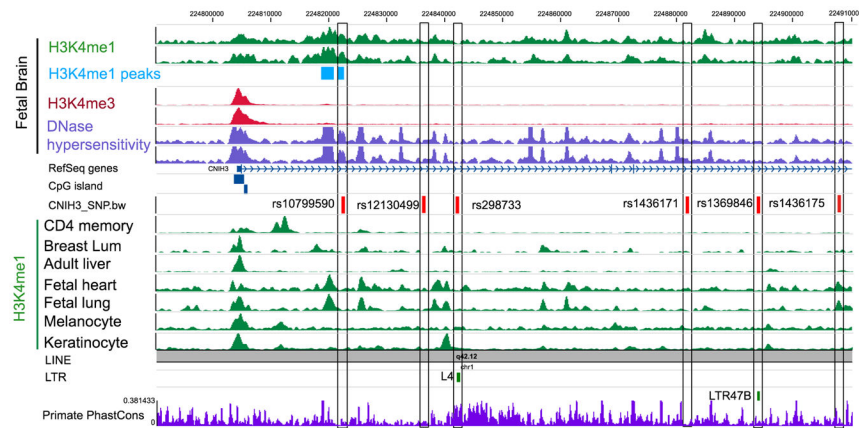 224800000 224810000 224820000 224830000 224840000 224850000 224860000 224870000 224880000 224890000 224900000 22491000
Fetal Brain
H3K4me1
H3K4me1 peaks
H3K4me3
DNase
hypersensitivity
RefSeq genes CNIH3
CpG island
CNIH3_SNP.bw rs10799590 rs12130499 rs298733 rs1436171 rs1369846 rs1436175
H3K4me1
CD4 memory
Breast Lum
Adult liver
Fetal heart
Fetal lung
Melanocyte
Keratinocyte
LINE q42.12
chr1
LTR L4
LTR47B
0.381433
Primate PhastCons
0